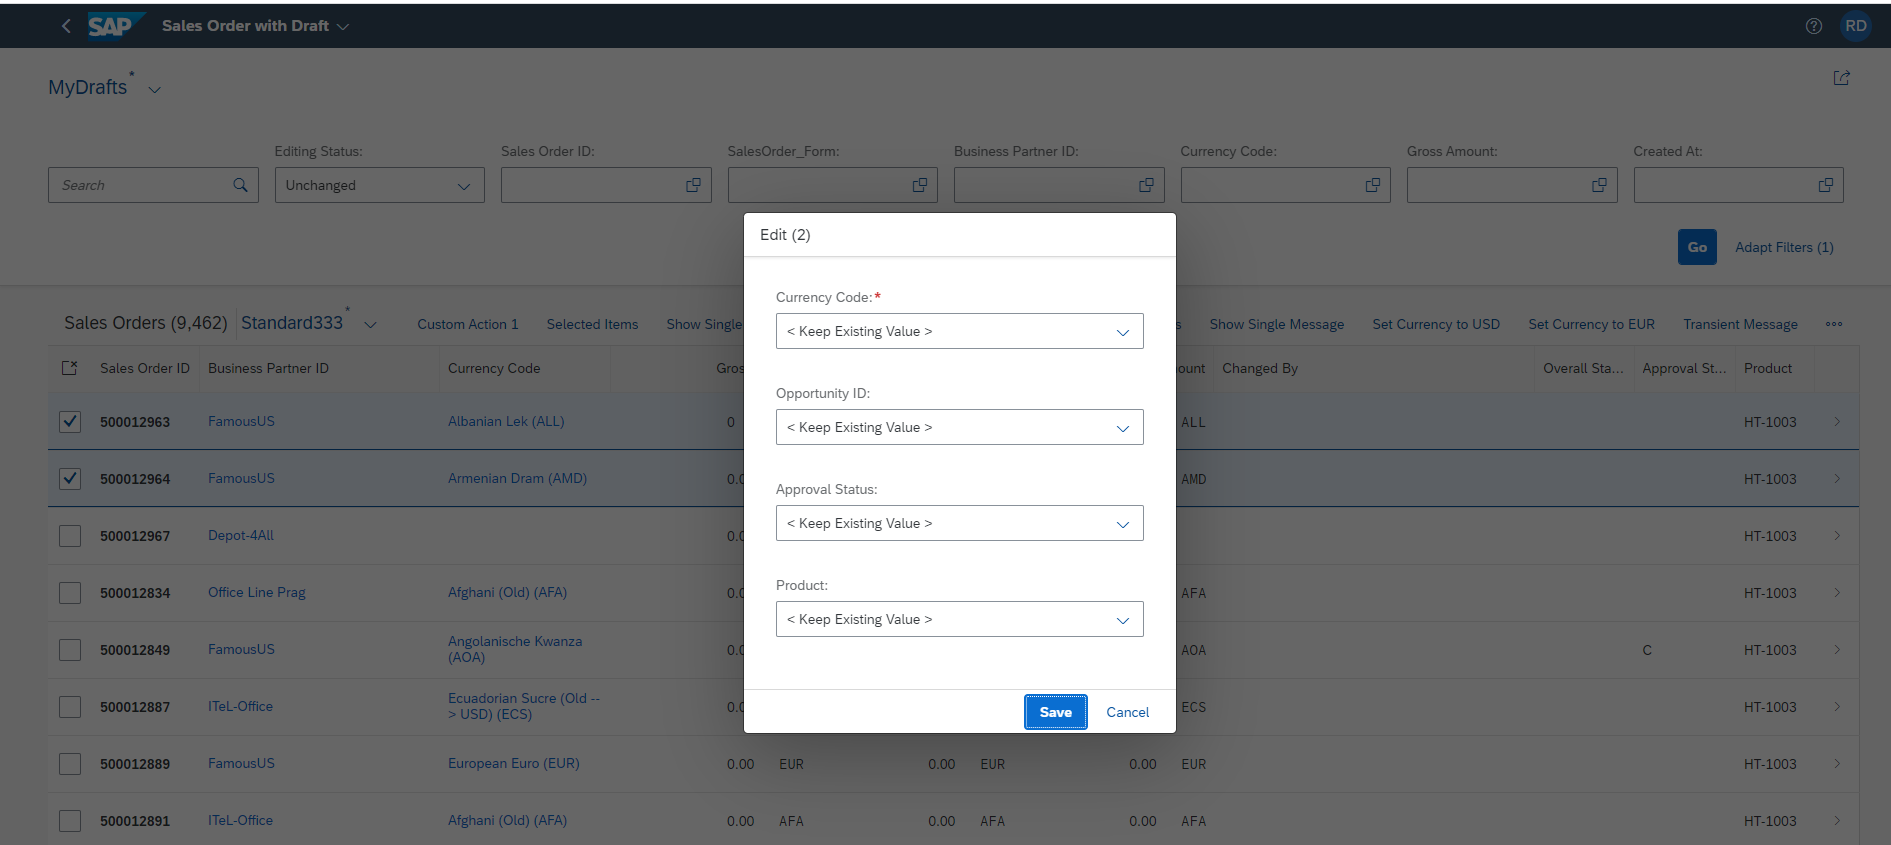 SAP Sales Order with Draft RD
MyDrafts *
Editing Status: Sales Order ID: SalesOrder_Form: Business Partner ID: Currency Code: Gross Amount: Created At:
Search Unchanged
Go Adapt Filters (1)
Sales Orders (9,462) Standard333 * Custom Action 1 Selected Items Show Single s Show Single Message Set Currency to USD Set Currency to EUR Transient Message
Sales Order ID Business Partner ID Currency Code Gros ount Changed By Overall Sta... Approval St... Product
500012963 FamousUS Albanian Lek (ALL) 0 ALL HT-1003
500012964 FamousUS Armenian Dram (AMD) 0.0 AMD HT-1003
500012967 Depot-4All 0.0 HT-1003
500012834 Office Line Prag Afghani (Old) (AFA) 0.0 AFA HT-1003
500012849 FamousUS Angolanische Kwanza
(AOA) 0.0 AOA C HT-1003
500012887 ITeL-Office Ecuadorian Sucre (Old --
> USD) (ECS) 0.0 ECS HT-1003
500012889 FamousUS European Euro (EUR) 0.00 EUR 0.00 EUR 0.00 EUR HT-1003
500012891 ITeL-Office Afghani (Old) (AFA) 0.00 AFA 0.00 AFA 0.00 AFA HT-1003
Edit (2)
Currency Code:*
< Keep Existing Value >
Opportunity ID:
< Keep Existing Value >
Approval Status:
< Keep Existing Value >
Product:
< Keep Existing Value >
Save Cancel